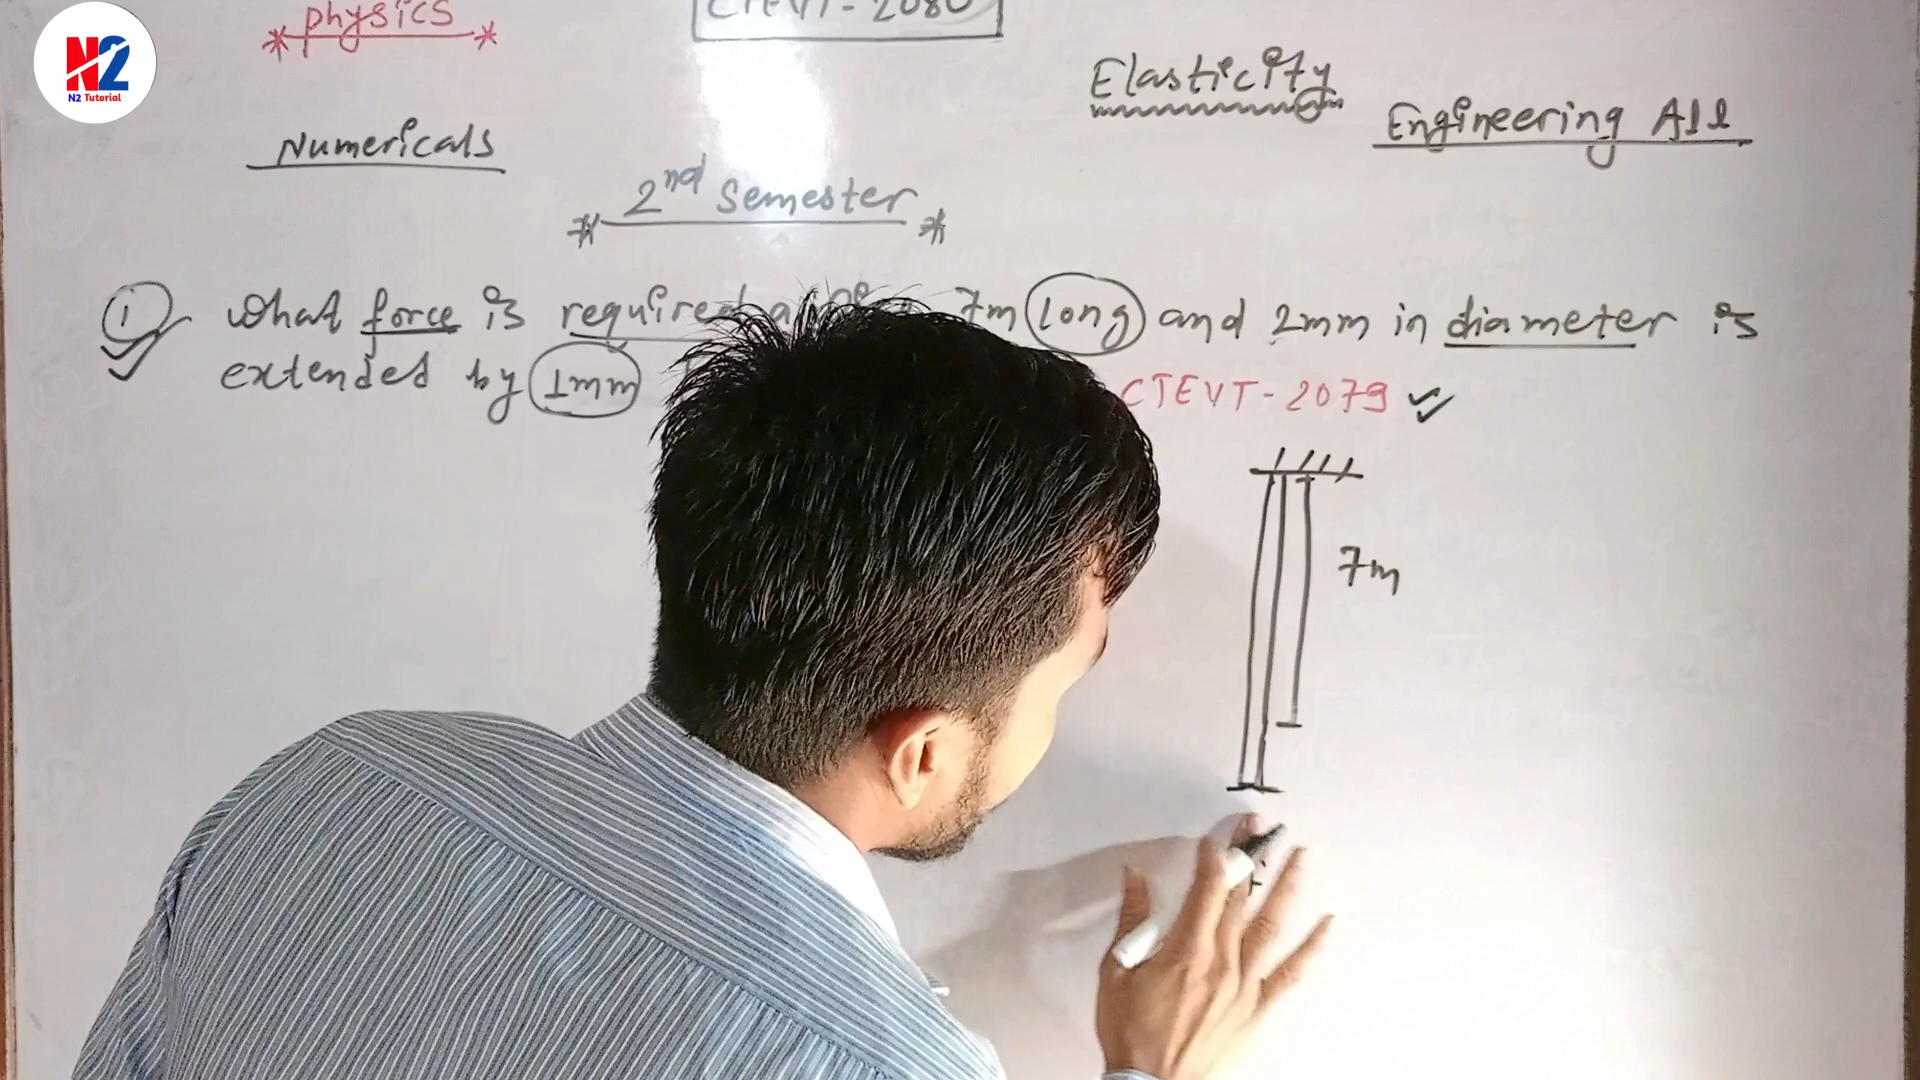 N2
N2 Tutorial
* physics *
CTEVT - 2080
Elasticity
Engineering All
Numericals
* 2nd Semester *
1 what force is required 7m long and 2mm in diameter is
extended by 1mm
CTEVT - 2079
7m